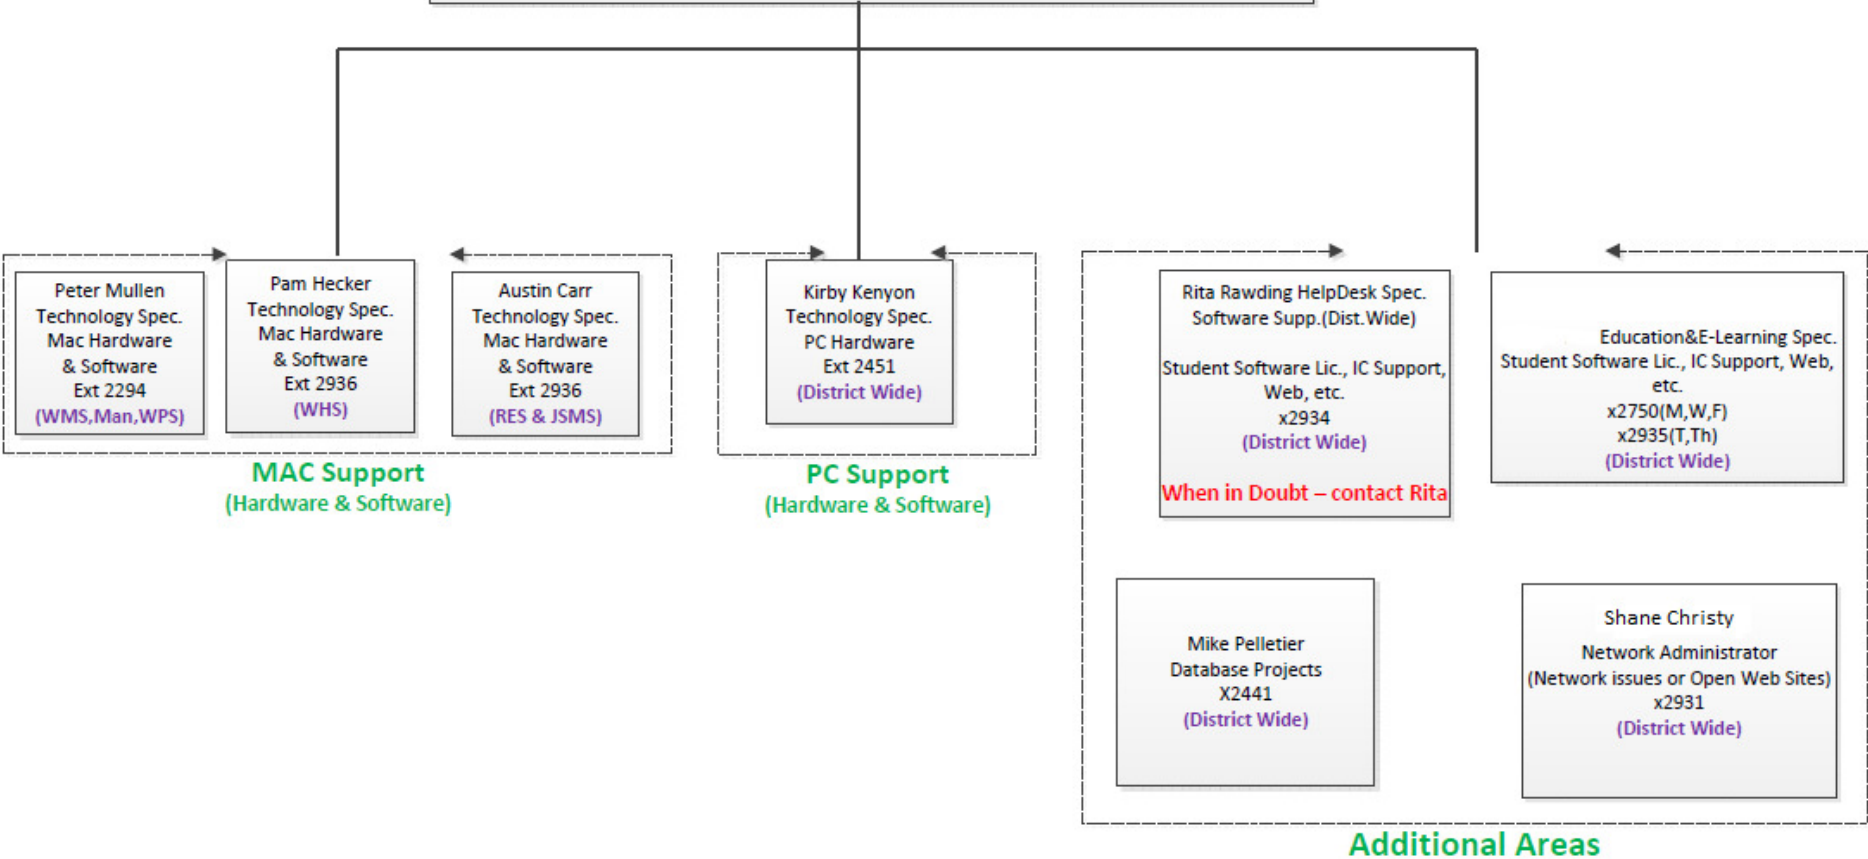 Peter Mullen
Technology Spec.
Mac Hardware
& Software
Ext 2294
(WMS,Man,WPS)
Pam Hecker
Technology Spec.
Mac Hardware
& Software
Ext 2936
(WHS)
Austin Carr
Technology Spec.
Mac Hardware
& Software
Ext 2936
(RES & JSMS)
MAC Support
(Hardware & Software)
Kirby Kenyon
Technology Spec.
PC Hardware
Ext 2451
(District Wide)
PC Support
(Hardware & Software)
Rita Rawding HelpDesk Spec.
Software Supp.(Dist.Wide)
Student Software Lic., IC Support,
Web, etc.
x2934
(District Wide)
When in Doubt – contact Rita
Education&E-Learning Spec.
Student Software Lic., IC Support, Web,
etc.
x2750(M,W,F)
x2935(T,Th)
(District Wide)
Mike Pelletier
Database Projects
X2441
(District Wide)
Shane Christy
Network Administrator
(Network issues or Open Web Sites)
x2931
(District Wide)
Additional Areas